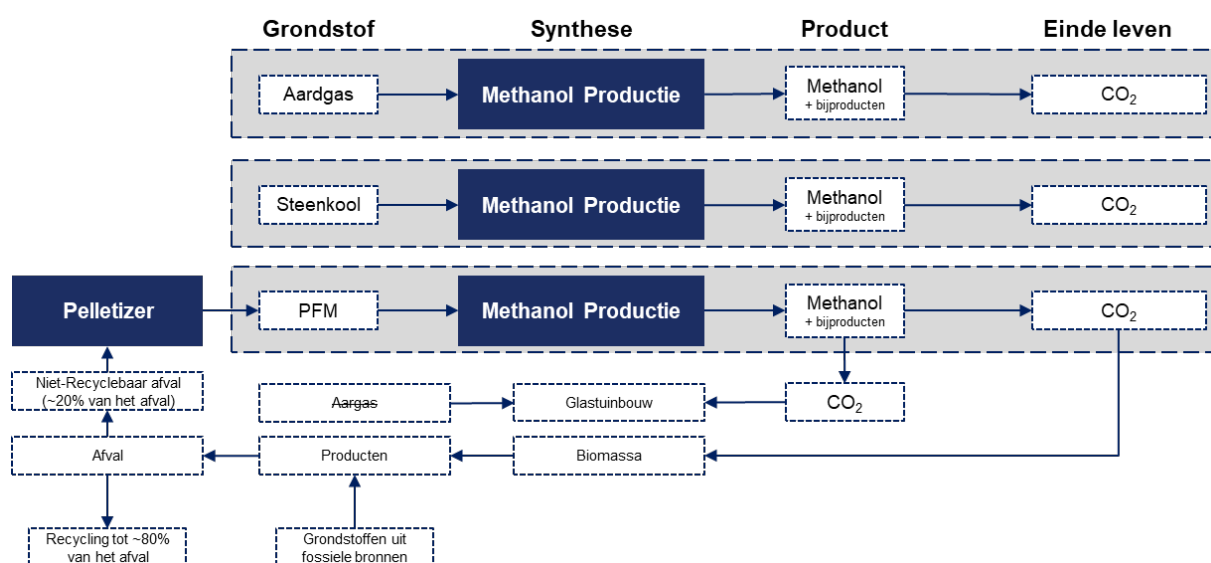 Grondstof Synthese Product Einde leven
Aardgas Methanol Productie Methanol CO₂
+ bijproducten
Steenkool Methanol Productie Methanol CO₂
+ bijproducten
Pelletizer PFM Methanol Productie Methanol CO₂
+ bijproducten
Niet-Recyclebaar afval
(~20% van het afval)
Aargas Glastuinbouw CO₂
Afval Producten Biomassa
Recycling tot ~80%
van het afval
Grondstoffen uit
fossiele bronnen